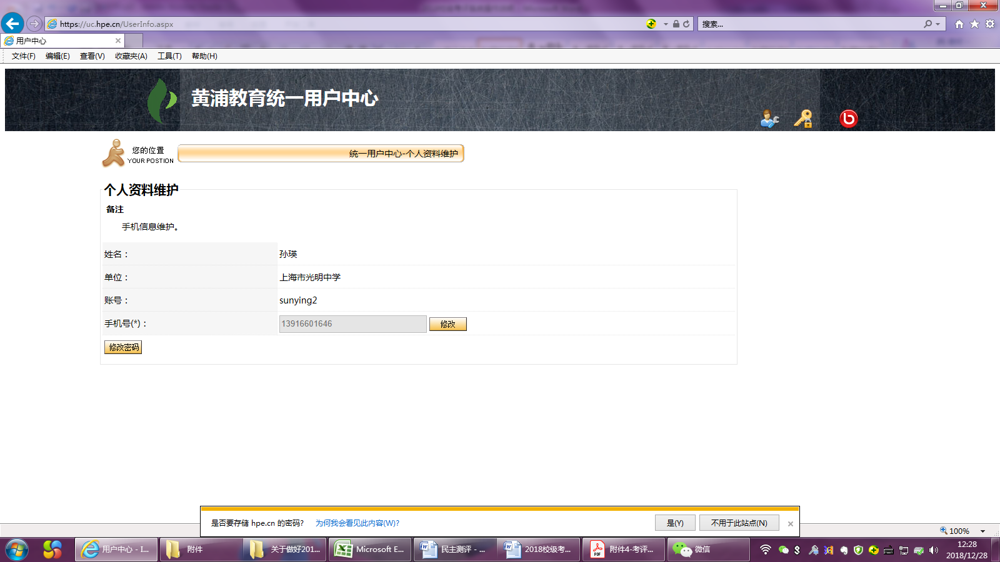 https://uc.hpe.cn/UserInfo.aspx
搜索...
用户中心
文件(F) 编辑(E) 查看(V) 收藏夹(A) 工具(T) 帮助(H)
黄浦教育统一用户中心
您的位置
YOUR POSTION
统一用户中心-个人资料维护
个人资料维护
备注
手机信息维护。
姓名： 孙瑛
单位： 上海市光明中学
账号： sunying2
手机号(*)： 13916601646 修改
修改密码
是否要存储 hpe.cn 的密码? 为何我会看见此内容(W)? 是(Y) 不用于此站点(N)
100%
用户中心 - I... 附件 关于做好201... Microsoft E... 民主测评 - ... 2018校级考... 附件4-考评... 微信
12:28
2018/12/28